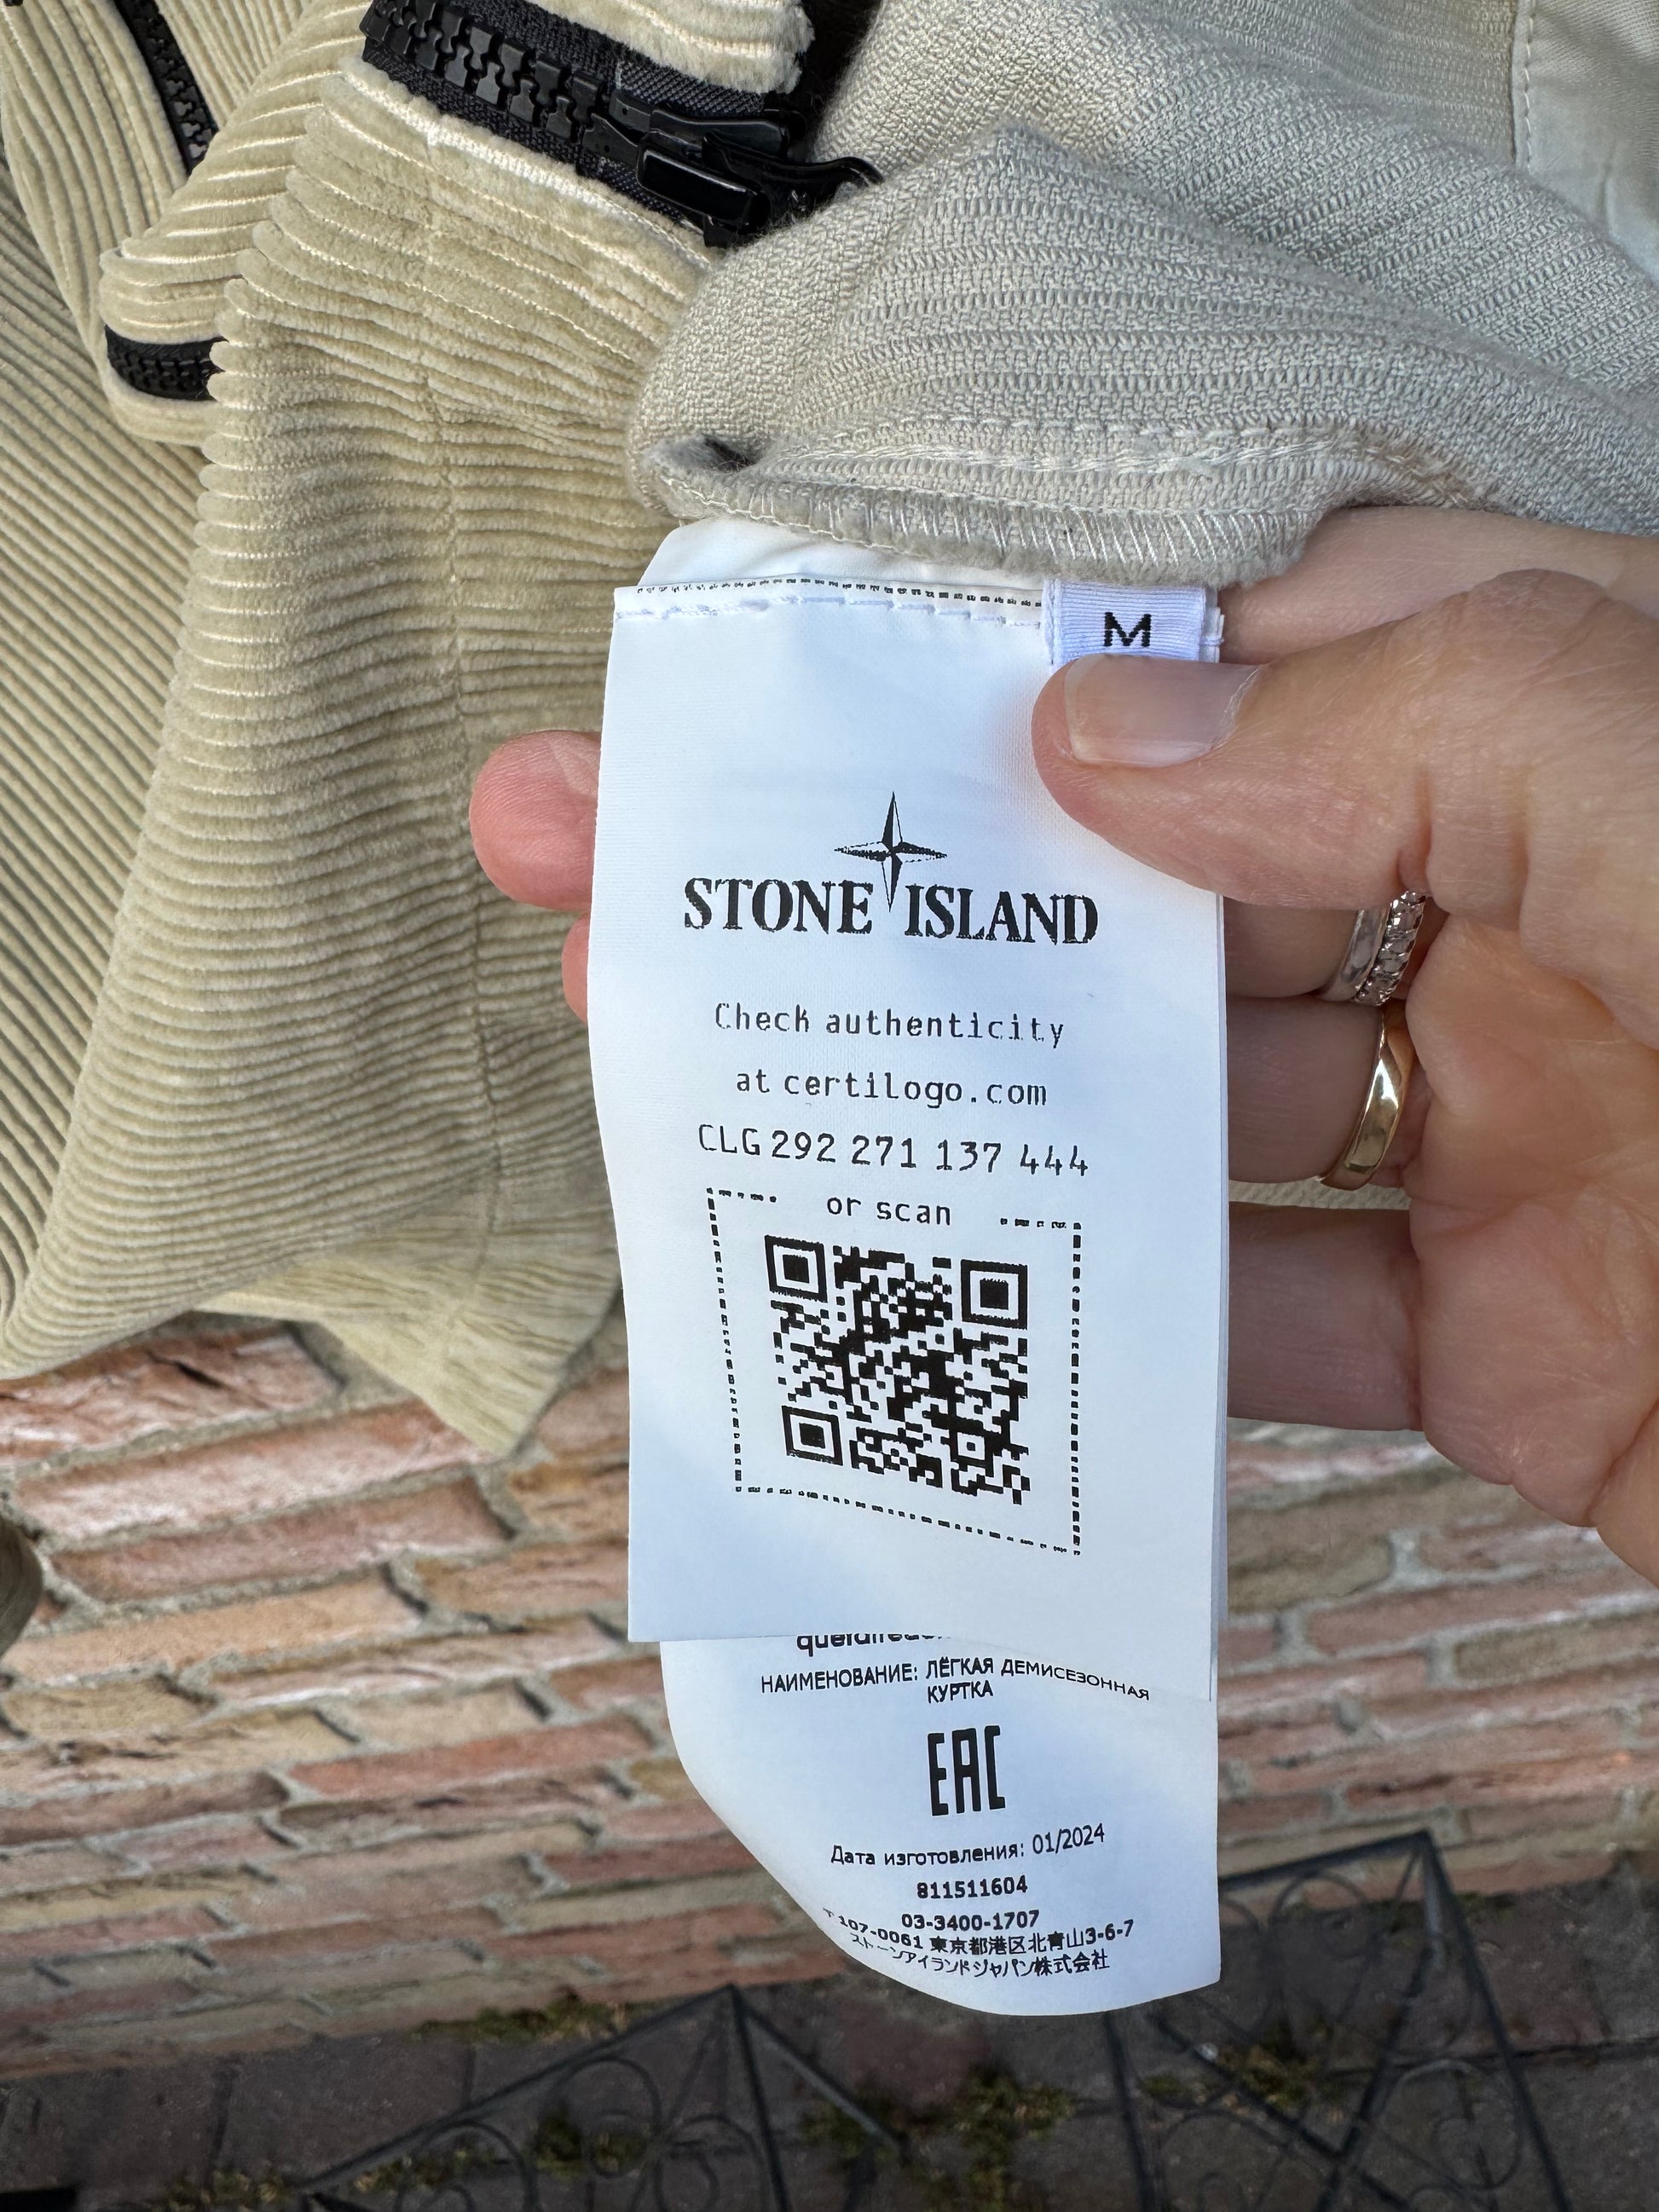 M
STONE ISLAND
Check authenticity
at certilogo.com
CLG 292 271 137 444
or scan
НАИМЕНОВАНИЕ: ЛЁГКАЯ ДЕМИСЕЗОННАЯ
КУРТКА
EAC
Дата изготовления: 01/2024
811511604
03-3400-1707
〒107-0061 東京都港区北青山3-6-7
ストーンアイランドジャパン株式会社